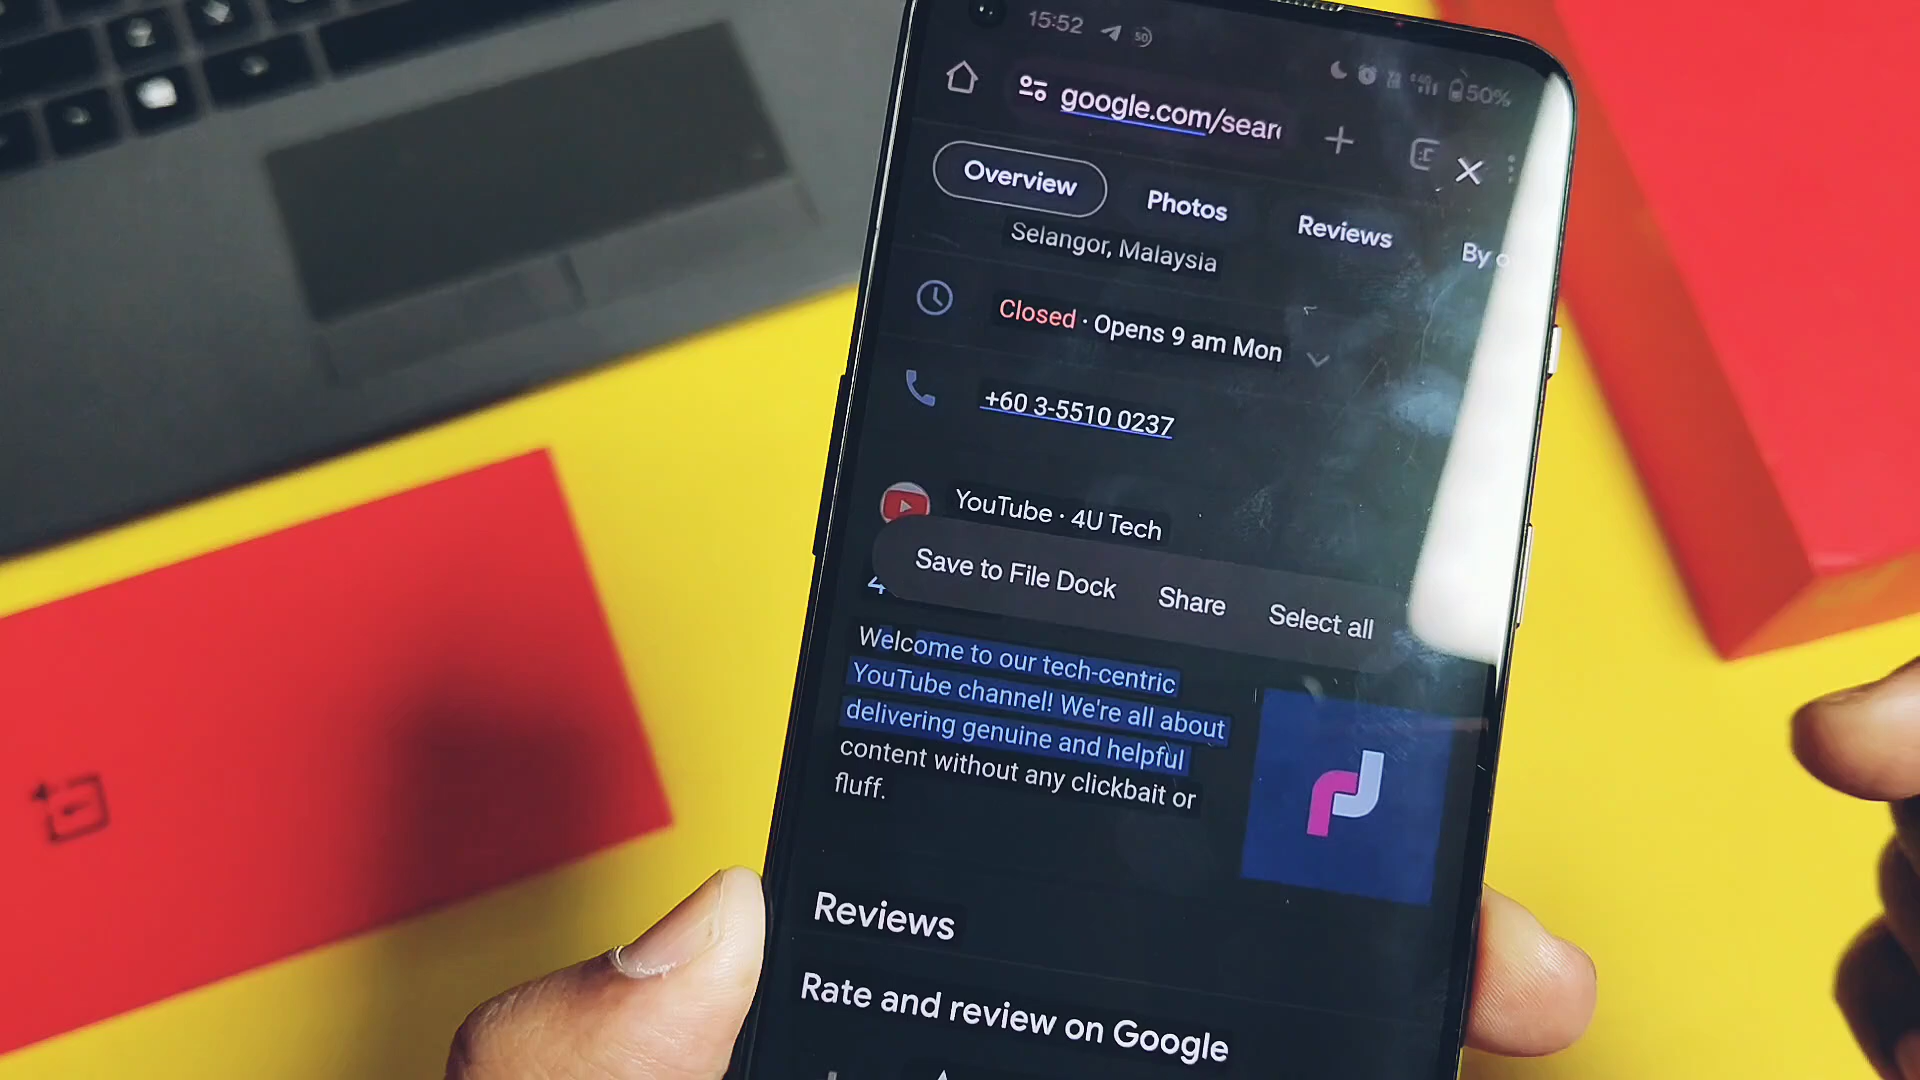 15:52
50
50%
google.com/sear
Overview
Photos
Reviews
By o
Selangor, Malaysia
Closed · Opens 9 am Mon
+60 3-5510 0237
YouTube · 4U Tech
Save to File Dock
Share
Select all
4
Welcome to our tech-centric
YouTube channel! We're all about
delivering genuine and helpful
content without any clickbait or
fluff.
Reviews
Rate and review on Google